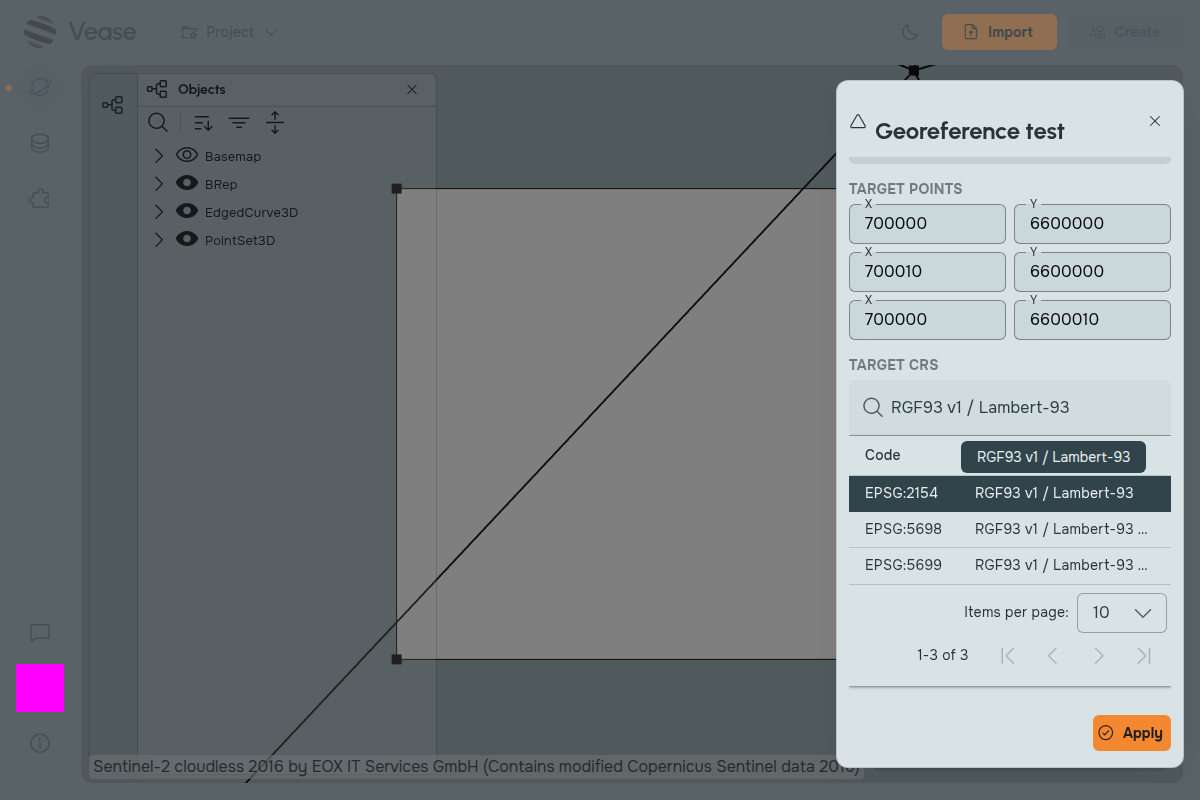 Vease
Project
Import
Create
Objects
Basemap
BRep
EdgedCurve3D
PointSet3D
Georeference test
TARGET POINTS
X
700000
Y
6600000
X
700010
Y
6600000
X
700000
Y
6600010
TARGET CRS
RGF93 v1 / Lambert-93
Code
RGF93 v1 / Lambert-93
EPSG:2154 RGF93 v1 / Lambert-93
EPSG:5698 RGF93 v1 / Lambert-93 ...
EPSG:5699 RGF93 v1 / Lambert-93 ...
Items per page: 10
1-3 of 3
Apply
Sentinel-2 cloudless 2016 by EOX IT Services GmbH (Contains modified Copernicus Sentinel data